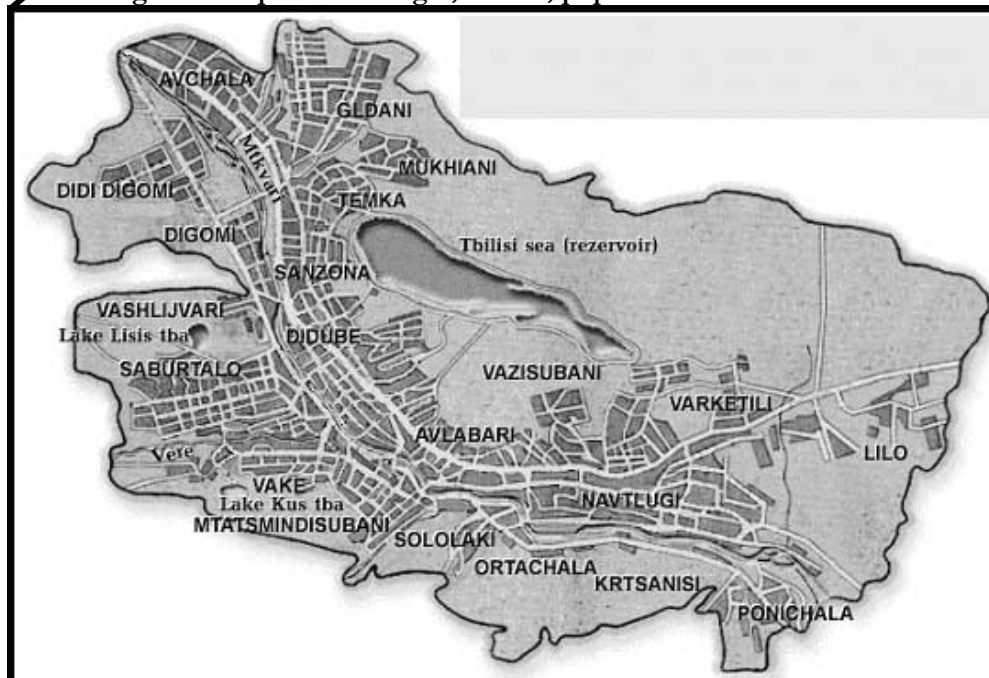 AVCHALA
GLDANI
Mtkvari
MUKHIANI
DIDI DIGOMI
TEMKA
DIGOMI
Tbilisi sea (rezervoir)
SANZONA
VASHLIJVARI
Lake Lisis tba
DIDUBE
SABURTALO
VAZISUBANI
VARKETILI
AVLABARI
LILO
Vere
VAKE
Lake Kus tba
NAVTLUGI
MTATSMINDISUBANI
SOLOLAKI
ORTACHALA
KRTSANISI
PONICHALA